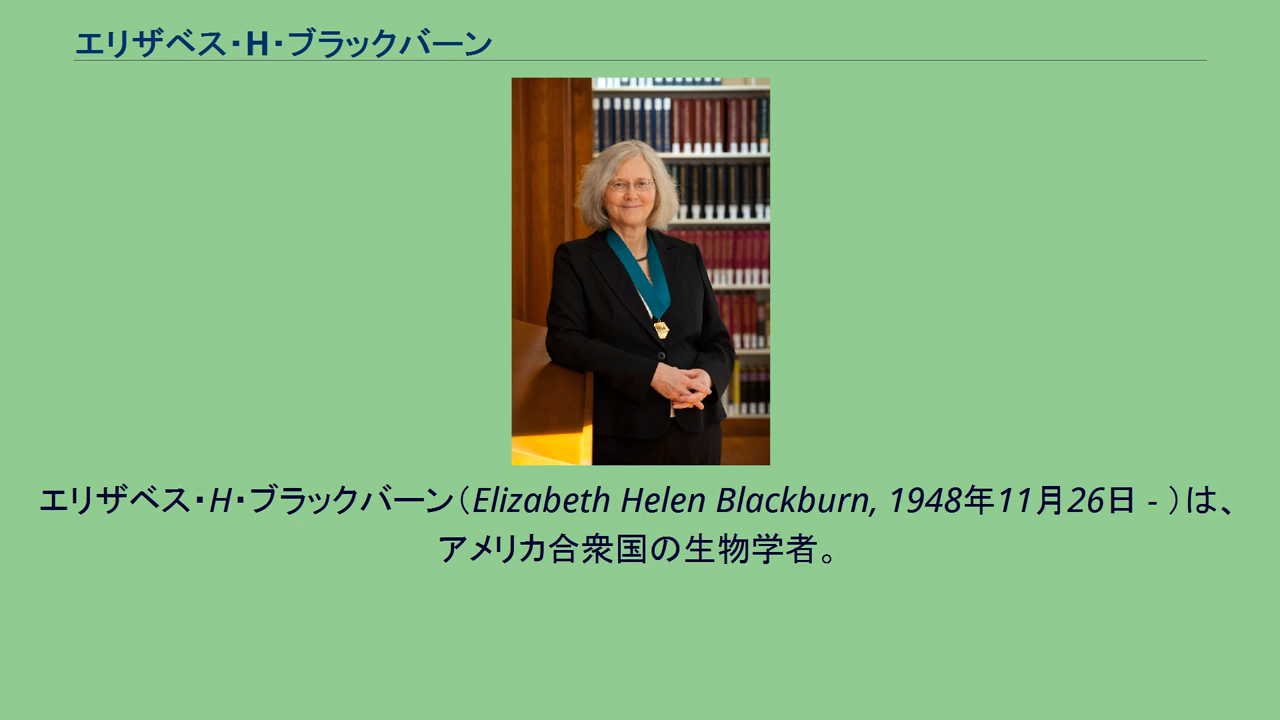 エリザベス・H・ブラックバーン
エリザベス・H・ブラックバーン（Elizabeth Helen Blackburn, 1948年11月26日 - ）は、
アメリカ合衆国の生物学者。